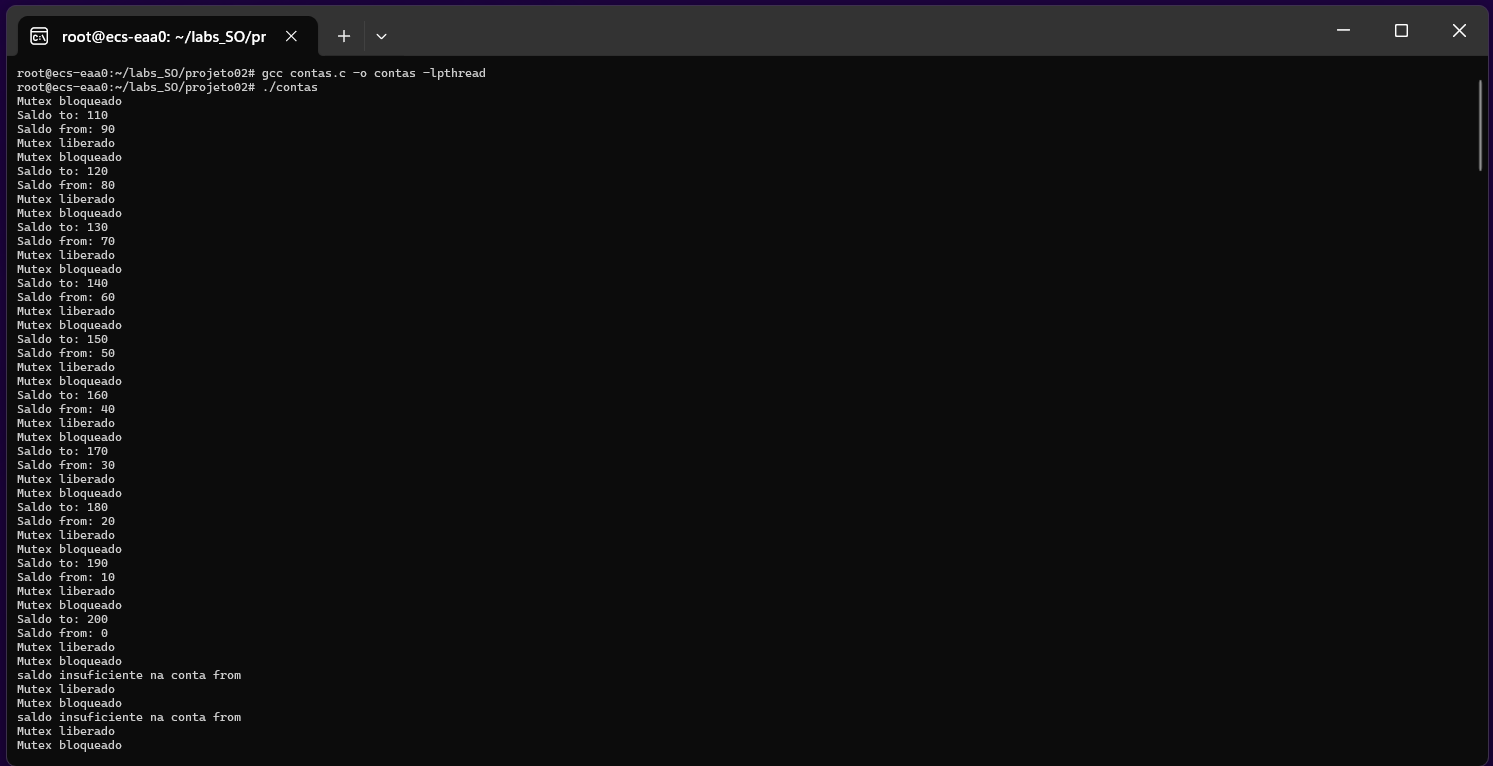 root@ecs-eaa0: ~/labs_SO/pr
root@ecs-eaa0:~/labs_SO/projeto02# gcc contas.c -o contas -lpthread
root@ecs-eaa0:~/labs_SO/projeto02# ./contas
Mutex bloqueado
Saldo to: 110
Saldo from: 90
Mutex liberado
Mutex bloqueado
Saldo to: 120
Saldo from: 80
Mutex liberado
Mutex bloqueado
Saldo to: 130
Saldo from: 70
Mutex liberado
Mutex bloqueado
Saldo to: 140
Saldo from: 60
Mutex liberado
Mutex bloqueado
Saldo to: 150
Saldo from: 50
Mutex liberado
Mutex bloqueado
Saldo to: 160
Saldo from: 40
Mutex liberado
Mutex bloqueado
Saldo to: 170
Saldo from: 30
Mutex liberado
Mutex bloqueado
Saldo to: 180
Saldo from: 20
Mutex liberado
Mutex bloqueado
Saldo to: 190
Saldo from: 10
Mutex liberado
Mutex bloqueado
Saldo to: 200
Saldo from: 0
Mutex liberado
Mutex bloqueado
saldo insuficiente na conta from
Mutex liberado
Mutex bloqueado
saldo insuficiente na conta from
Mutex liberado
Mutex bloqueado